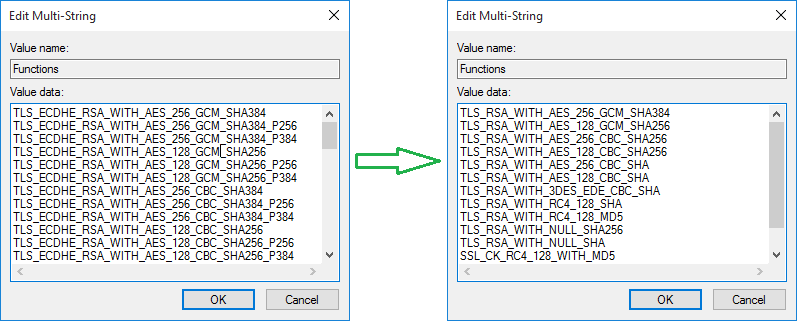 Edit Multi-String
Value name:
Functions
Value data:
TLS_ECDHE_RSA_WITH_AES_256_GCM_SHA384
TLS_ECDHE_RSA_WITH_AES_256_GCM_SHA384_P256
TLS_ECDHE_RSA_WITH_AES_256_GCM_SHA384_P384
TLS_ECDHE_RSA_WITH_AES_128_GCM_SHA256
TLS_ECDHE_RSA_WITH_AES_128_GCM_SHA256_P256
TLS_ECDHE_RSA_WITH_AES_128_GCM_SHA256_P384
TLS_ECDHE_RSA_WITH_AES_256_CBC_SHA384
TLS_ECDHE_RSA_WITH_AES_256_CBC_SHA384_P256
TLS_ECDHE_RSA_WITH_AES_256_CBC_SHA384_P384
TLS_ECDHE_RSA_WITH_AES_128_CBC_SHA256
TLS_ECDHE_RSA_WITH_AES_128_CBC_SHA256_P256
TLS_ECDHE_RSA_WITH_AES_128_CBC_SHA256_P384
OK
Cancel
Edit Multi-String
Value name:
Functions
Value data:
TLS_RSA_WITH_AES_256_GCM_SHA384
TLS_RSA_WITH_AES_128_GCM_SHA256
TLS_RSA_WITH_AES_256_CBC_SHA256
TLS_RSA_WITH_AES_128_CBC_SHA256
TLS_RSA_WITH_AES_256_CBC_SHA
TLS_RSA_WITH_AES_128_CBC_SHA
TLS_RSA_WITH_3DES_EDE_CBC_SHA
TLS_RSA_WITH_RC4_128_SHA
TLS_RSA_WITH_RC4_128_MD5
TLS_RSA_WITH_NULL_SHA256
TLS_RSA_WITH_NULL_SHA
SSL_CK_RC4_128_WITH_MD5
OK
Cancel